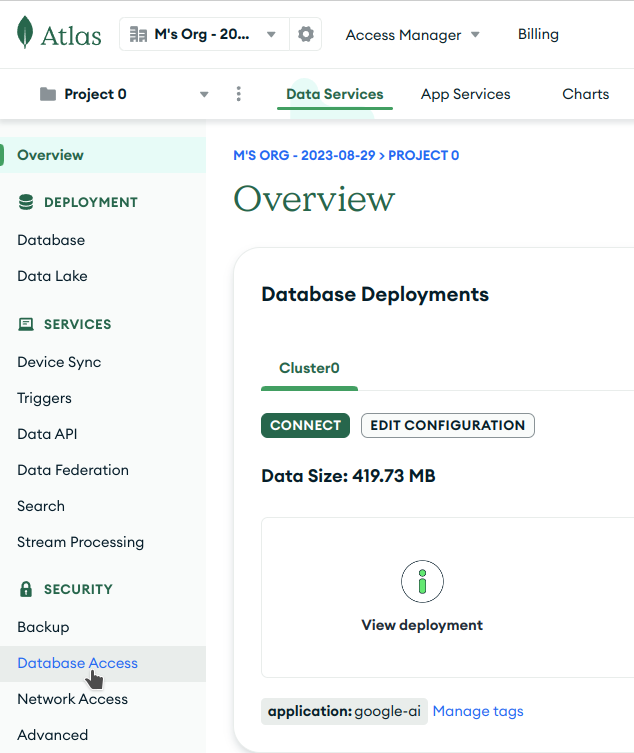 Atlas
M's Org - 20...
Access Manager
Billing
Project 0
Data Services
App Services
Charts
Overview
DEPLOYMENT
Database
Data Lake
SERVICES
Device Sync
Triggers
Data API
Data Federation
Search
Stream Processing
SECURITY
Backup
Database Access
Network Access
Advanced
M'S ORG - 2023-08-29 > PROJECT 0
Overview
Database Deployments
Cluster0
CONNECT
EDIT CONFIGURATION
Data Size: 419.73 MB
View deployment
application: google-ai
Manage tags